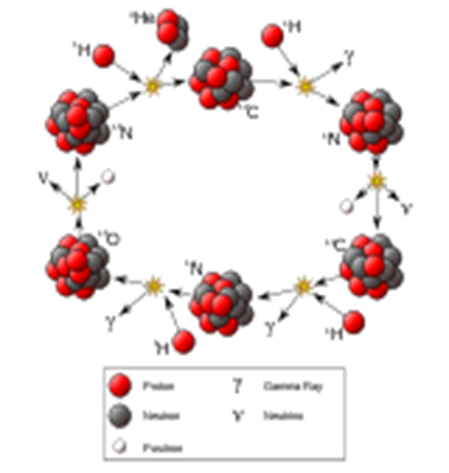 ⁴He
¹H
¹H
γ
C
N
N
ν
ν
O
C
N
γ
γ
¹H
¹H
Proton
γ
Gamma Ray
Neutron
ν
Neutrino
Positron